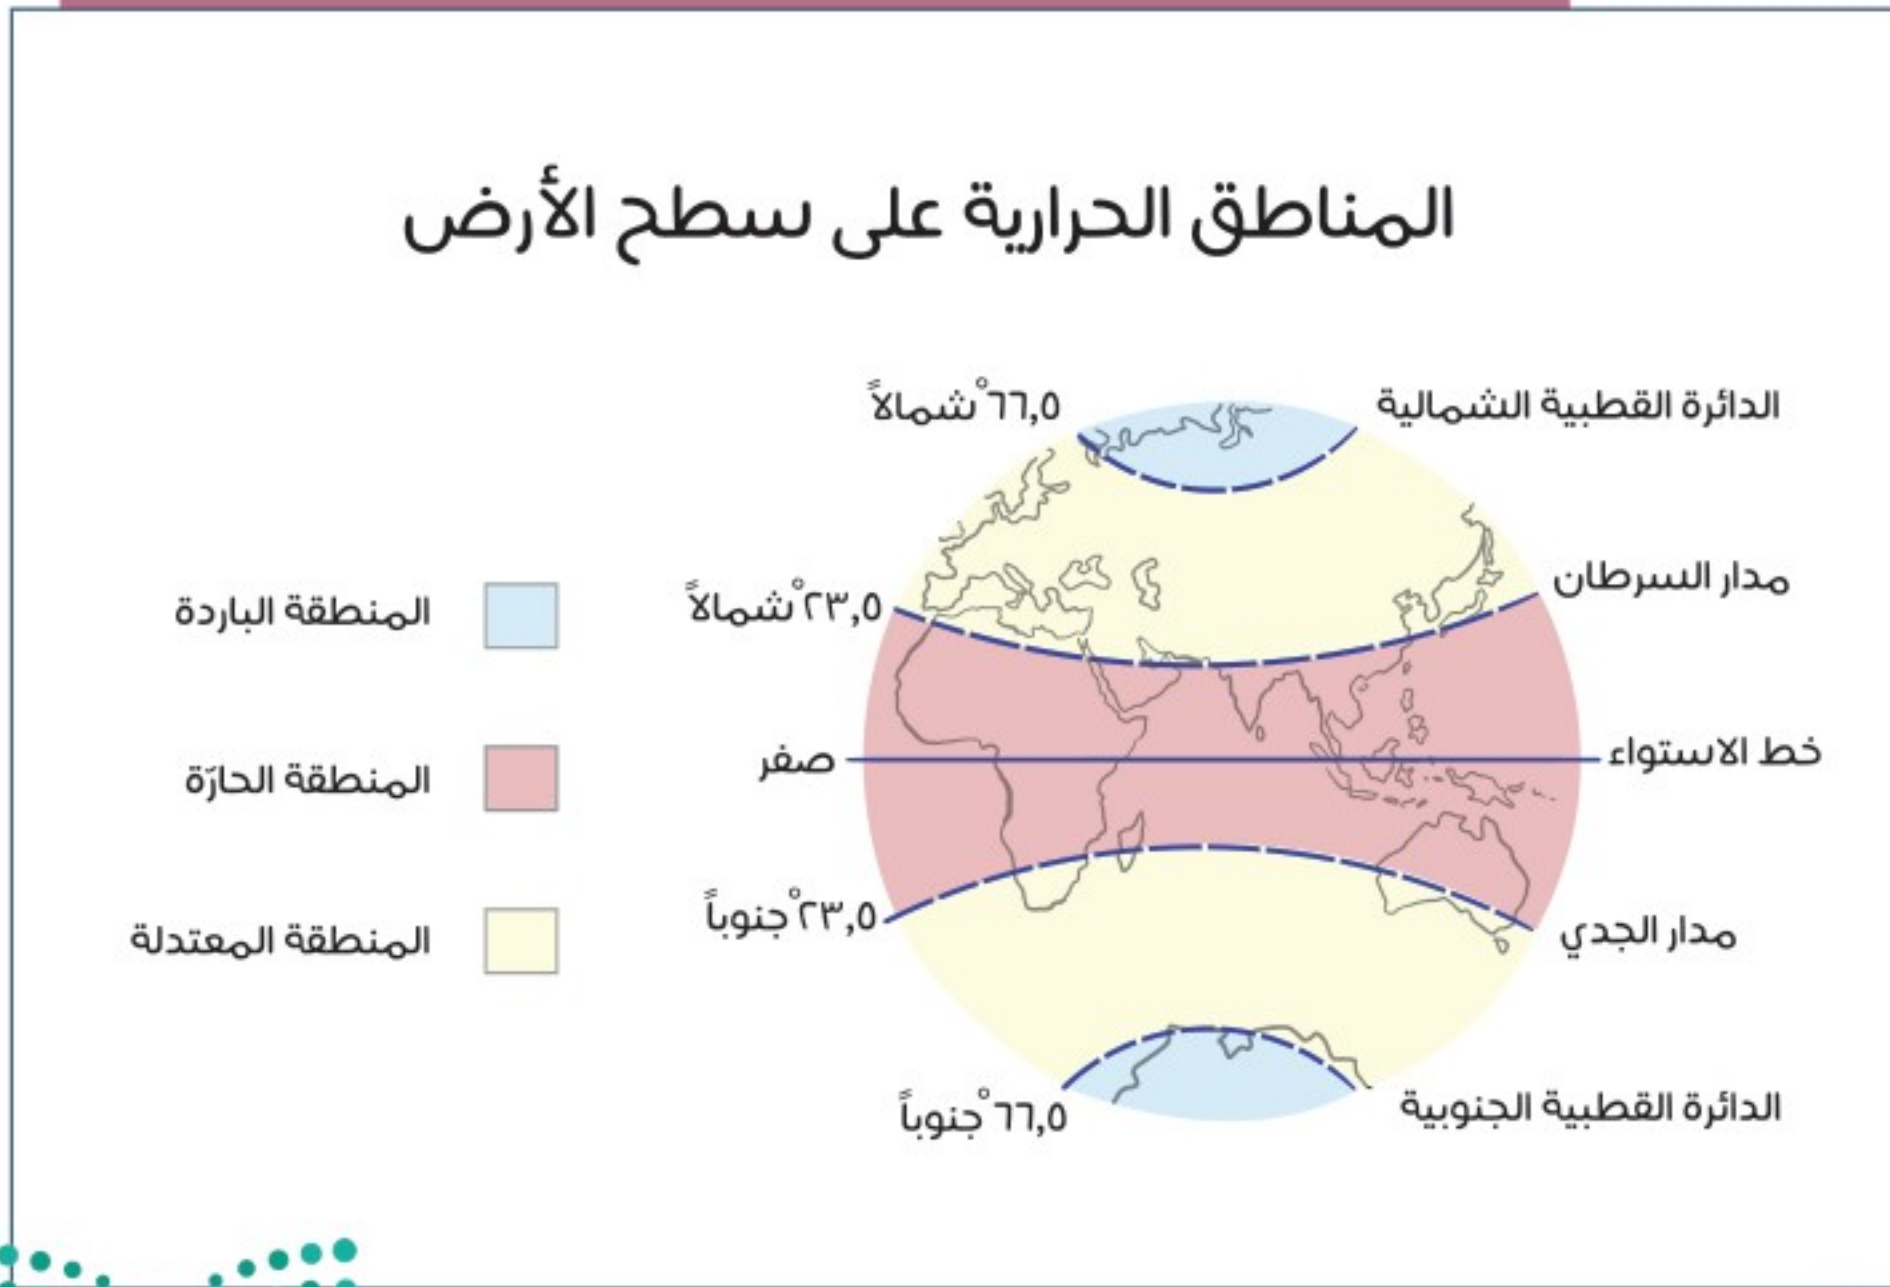 المناطق الحرارية على سطح الأرض
الدائرة القطبية الشمالية
٦٦,٥° شمالاً
مدار السرطان
٢٣,٥° شمالاً
خط الاستواء
صفر
مدار الجدي
٢٣,٥° جنوباً
الدائرة القطبية الجنوبية
٦٦,٥° جنوباً
المنطقة الباردة
المنطقة الحارّة
المنطقة المعتدلة